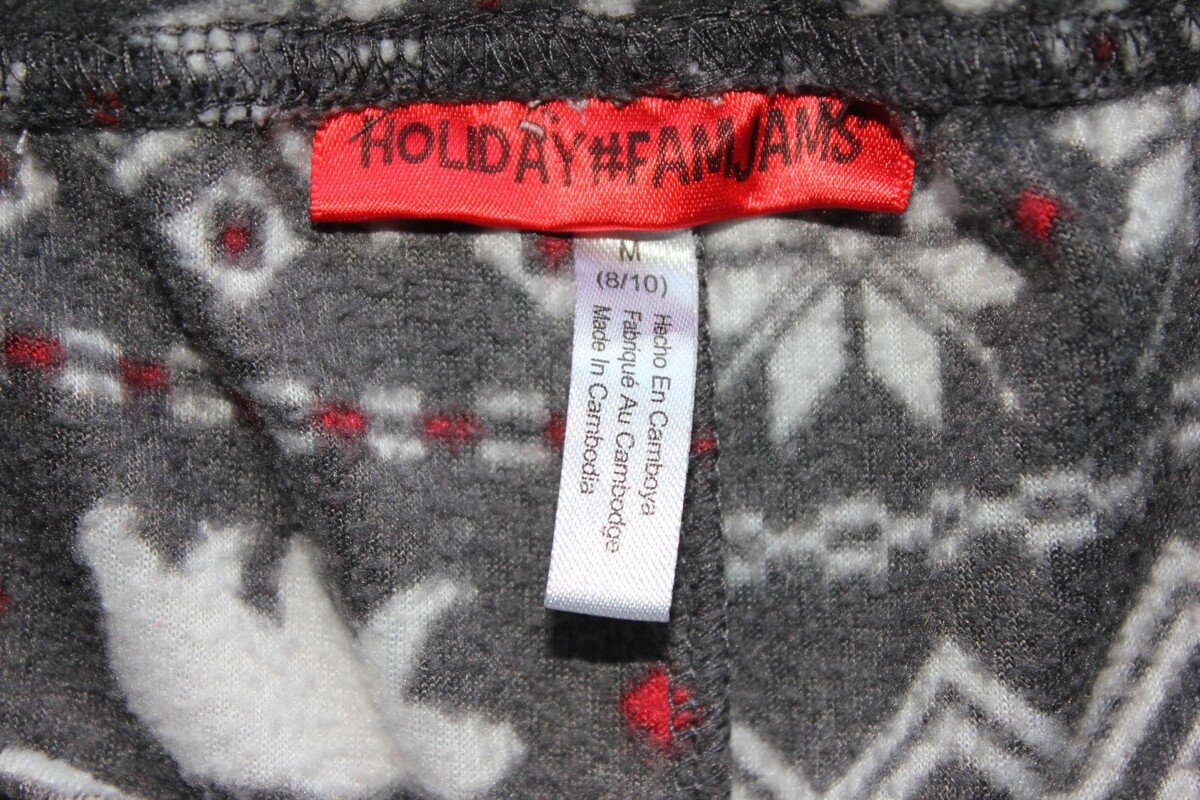 HOLIDAY #FAMJAMS
M
(8/10)
Hecho En Camboya
Fabriqué Au Cambodge
Made In Cambodia